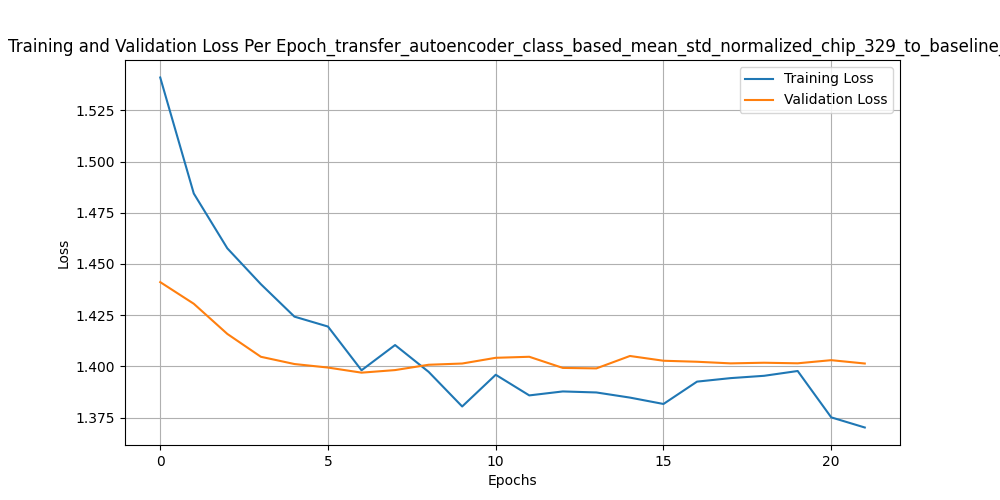 Training and Validation Loss Per Epoch_transfer_autoencoder_class_based_mean_std_normalized_chip_329_to_baseline_
Training Loss
Validation Loss
1.525
1.500
1.475
1.450
1.425
1.400
1.375
Loss
0 5 10 15 20
Epochs